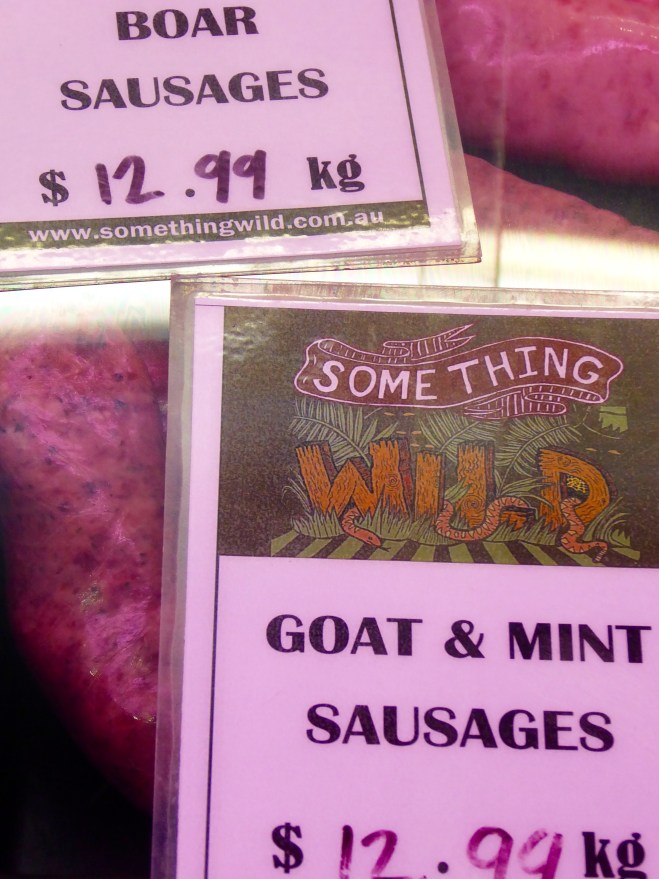 BOAR
SAUSAGES
$ 12.99 kg
www.somethingwild.com.au
SOME THING
WILD
GOAT & MINT
SAUSAGES
$ 12.99 kg